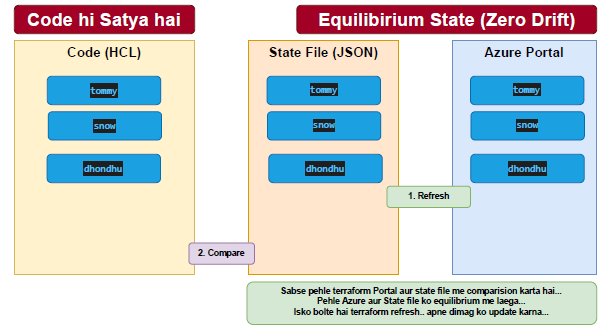 Code hi Satya hai
Equilibirium State (Zero Drift)
Code (HCL)
State File (JSON)
Azure Portal
tommy
tommy
tommy
snow
snow
snow
dhondhu
dhondhu
dhondhu
1. Refresh
2. Compare
Sabse pehle terraform Portal aur state file me comparision karta hai...
Pehle Azure aur State file ko equilibrium me laega...
Isko bolte hai terraform refresh.. apne dimag ko update karna...